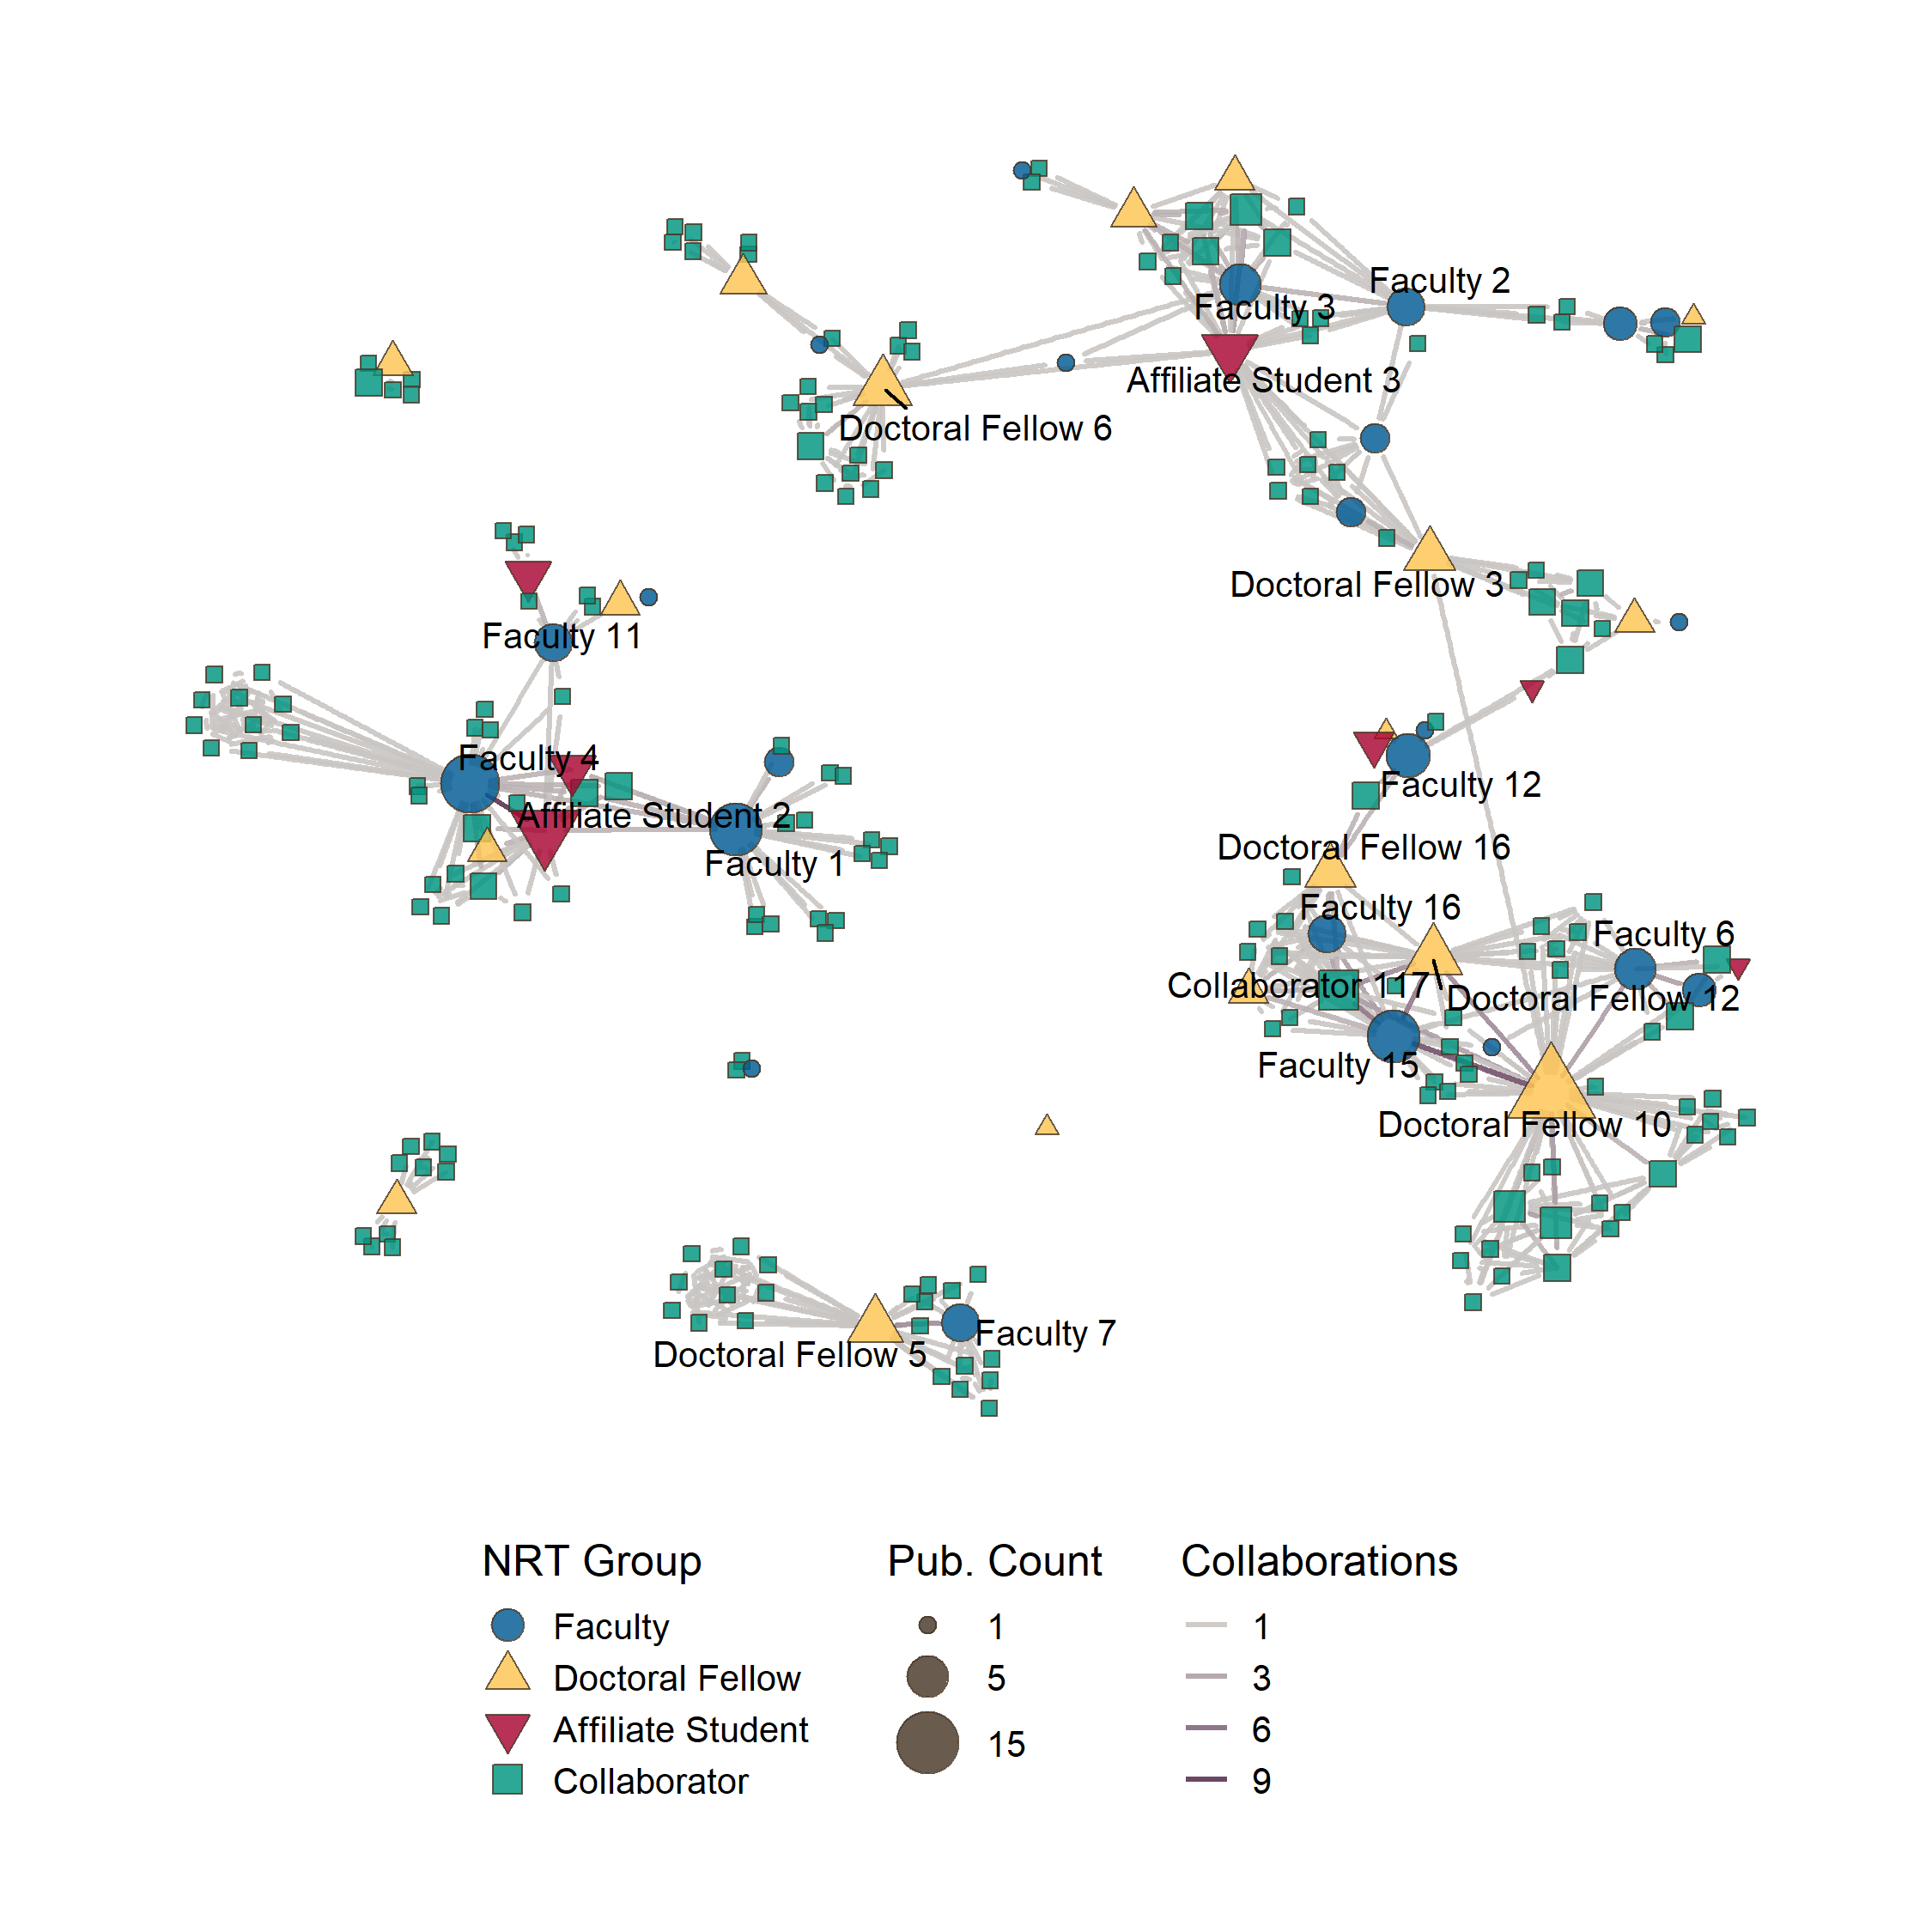 Faculty 2
Faculty 3
Affiliate Student 3
Doctoral Fellow 6
Doctoral Fellow 3
Faculty 11
Faculty 4
Faculty 12
Affiliate Student 2
Doctoral Fellow 16
Faculty 1
Faculty 16
Faculty 6
Collaborator 117
Doctoral Fellow 12
Faculty 15
Doctoral Fellow 10
Faculty 7
Doctoral Fellow 5
NRT Group
Faculty
Doctoral Fellow
Affiliate Student
Collaborator
Pub. Count
1
5
15
Collaborations
1
3
6
9